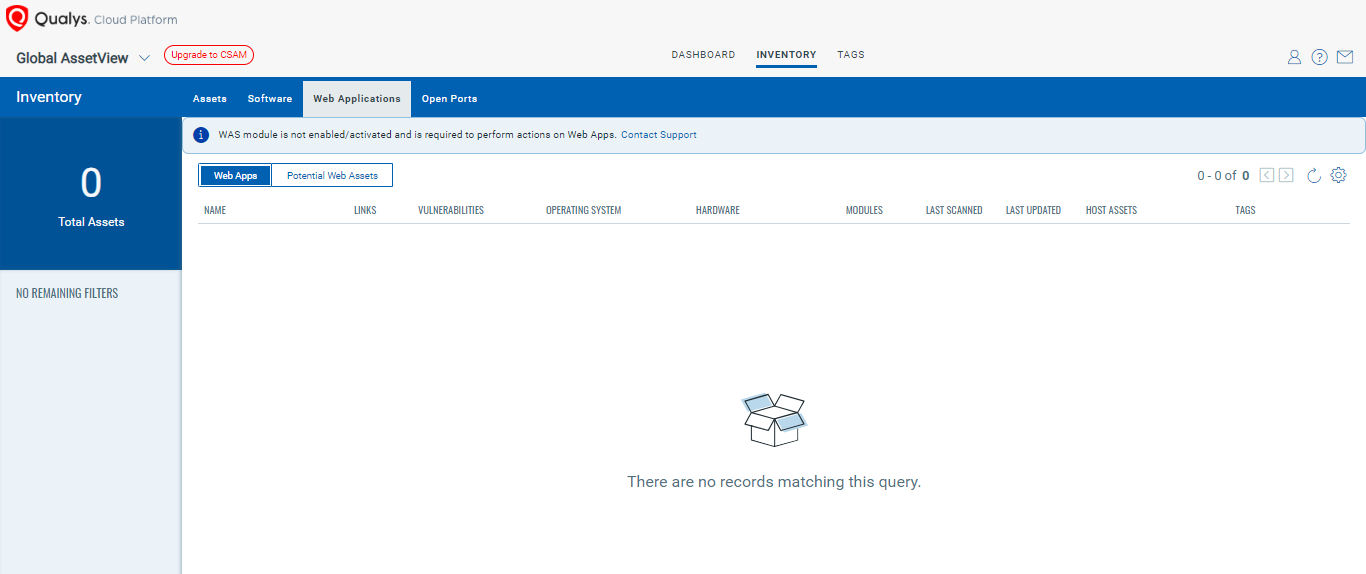 Qualys. Cloud Platform
Global AssetView
Upgrade to CSAM
DASHBOARD
INVENTORY
TAGS
Inventory
Assets
Software
Web Applications
Open Ports
0
Total Assets
NO REMAINING FILTERS
WAS module is not enabled/activated and is required to perform actions on Web Apps. Contact Support
Web Apps
Potential Web Assets
0 - 0 of 0
NAME
LINKS
VULNERABILITIES
OPERATING SYSTEM
HARDWARE
MODULES
LAST SCANNED
LAST UPDATED
HOST ASSETS
TAGS
There are no records matching this query.